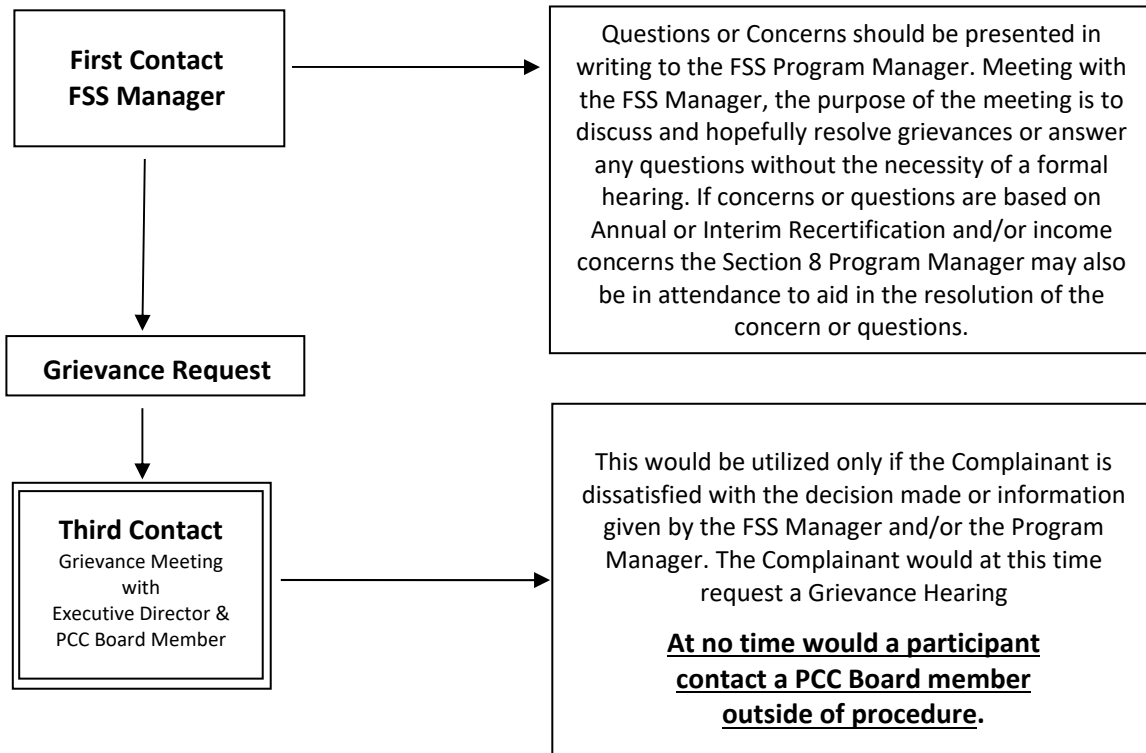 First Contact
FSS Manager
Questions or Concerns should be presented in
writing to the FSS Program Manager. Meeting with
the FSS Manager, the purpose of the meeting is to
discuss and hopefully resolve grievances or answer
any questions without the necessity of a formal
hearing. If concerns or questions are based on
Annual or Interim Recertification and/or income
concerns the Section 8 Program Manager may also
be in attendance to aid in the resolution of the
concern or questions.
Grievance Request
Third Contact
Grievance Meeting
with
Executive Director &
PCC Board Member
This would be utilized only if the Complainant is
dissatisfied with the decision made or information
given by the FSS Manager and/or the Program
Manager. The Complainant would at this time
request a Grievance Hearing
At no time would a participant
contact a PCC Board member
outside of procedure.